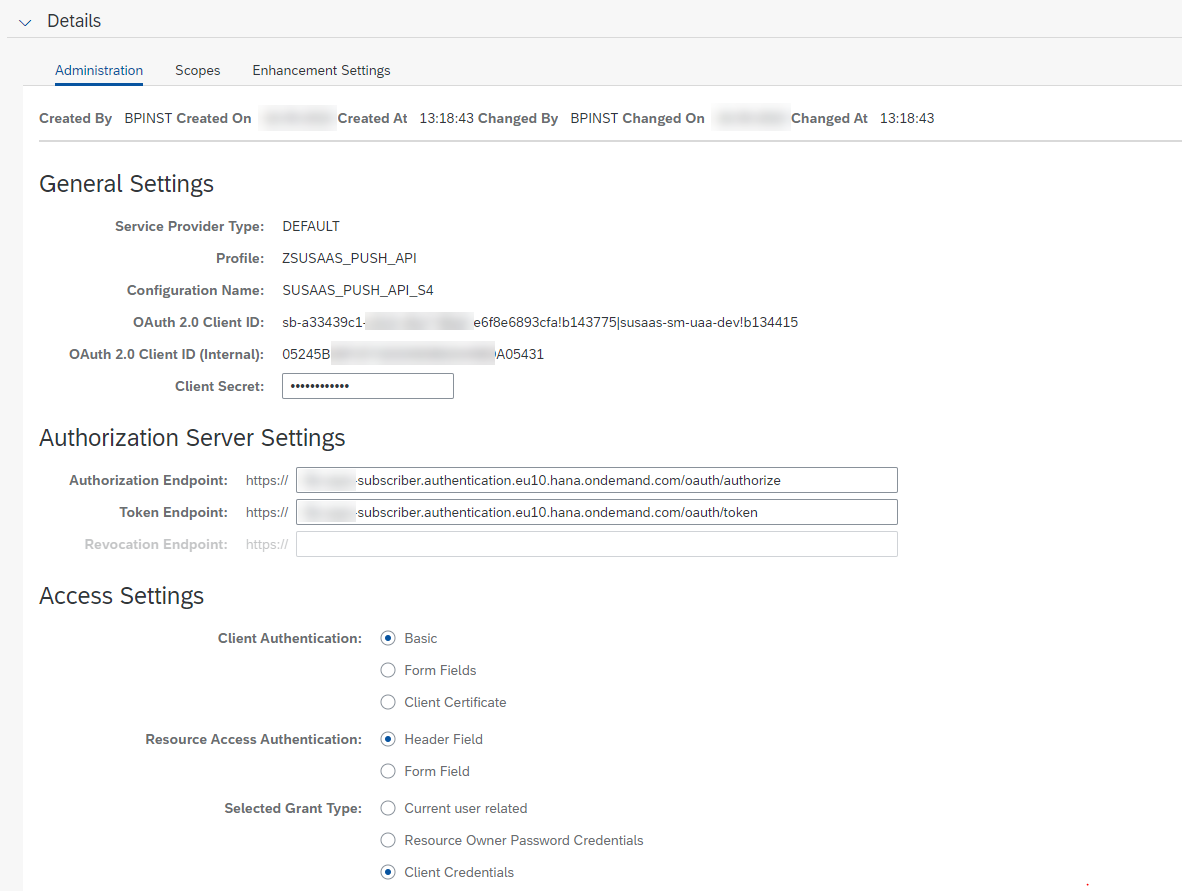 Details
Administration Scopes Enhancement Settings
Created By BPINST Created On Created At 13:18:43 Changed By BPINST Changed On Changed At 13:18:43
General Settings
Service Provider Type: DEFAULT
Profile: ZSUSAAS_PUSH_API
Configuration Name: SUSAAS_PUSH_API_S4
OAuth 2.0 Client ID: sb-a33439c1- e6f8e6893cfa!b143775|susaas-sm-uaa-dev!b134415
OAuth 2.0 Client ID (Internal): 05245B A05431
Client Secret: ••••••••••••
Authorization Server Settings
Authorization Endpoint: https:// -subscriber.authentication.eu10.hana.ondemand.com/oauth/authorize
Token Endpoint: https:// -subscriber.authentication.eu10.hana.ondemand.com/oauth/token
Revocation Endpoint: https://
Access Settings
Client Authentication: Basic
Form Fields
Client Certificate
Resource Access Authentication: Header Field
Form Field
Selected Grant Type: Current user related
Resource Owner Password Credentials
Client Credentials